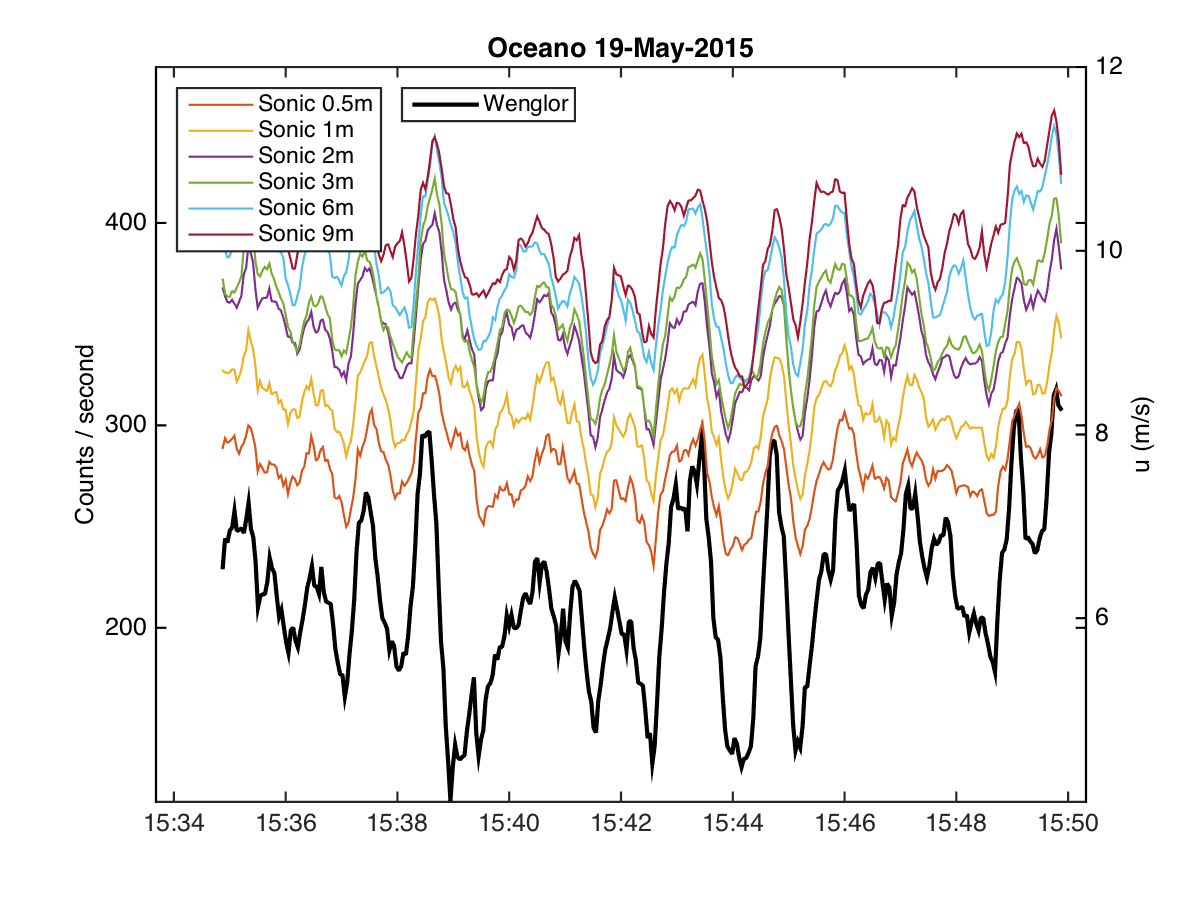 Oceano 19-May-2015
12
Sonic 0.5m
Wenglor
Sonic 1m
Sonic 2m
Sonic 3m
Sonic 6m
Sonic 9m
400
10
300
8
200
6
Counts / second
u (m/s)
15:34 15:36 15:38 15:40 15:42 15:44 15:46 15:48 15:50